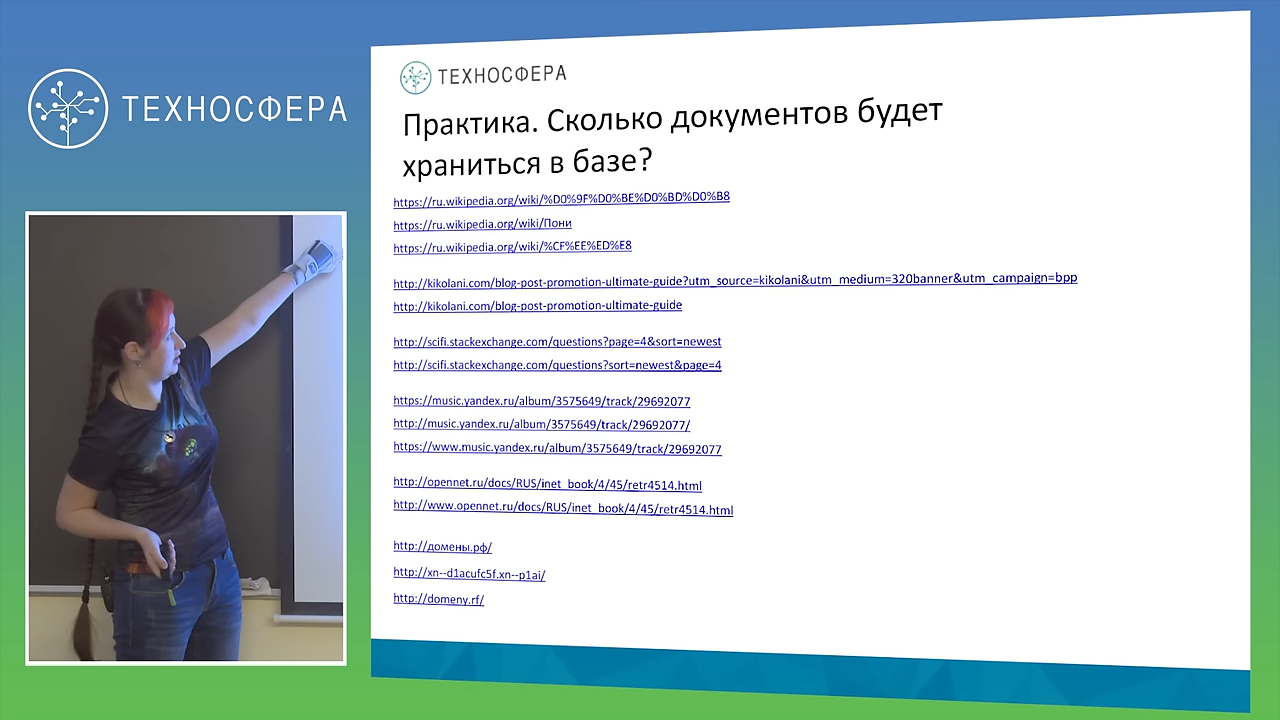 ТЕХНОСФЕРА
ТЕХНОСФЕРА
Практика. Сколько документов будет
храниться в базе?
https://ru.wikipedia.org/wiki/%D0%9F%D0%BE%D0%BD%D0%B8
https://ru.wikipedia.org/wiki/Пони
https://ru.wikipedia.org/wiki/%CF%EE%ED%E8
http://kikolani.com/blog-post-promotion-ultimate-guide?utm_source=kikolani&utm_medium=320banner&utm_campaign=bpp
http://kikolani.com/blog-post-promotion-ultimate-guide
http://scifi.stackexchange.com/questions?page=4&sort=newest
http://scifi.stackexchange.com/questions?sort=newest&page=4
https://music.yandex.ru/album/3575649/track/29692077
http://music.yandex.ru/album/3575649/track/29692077/
https://www.music.yandex.ru/album/3575649/track/29692077
http://opennet.ru/docs/RUS/inet_book/4/45/retr4514.html
http://www.opennet.ru/docs/RUS/inet_book/4/45/retr4514.html
http://домены.рф/
http://xn--d1acufc5f.xn--p1ai/
http://domeny.rf/